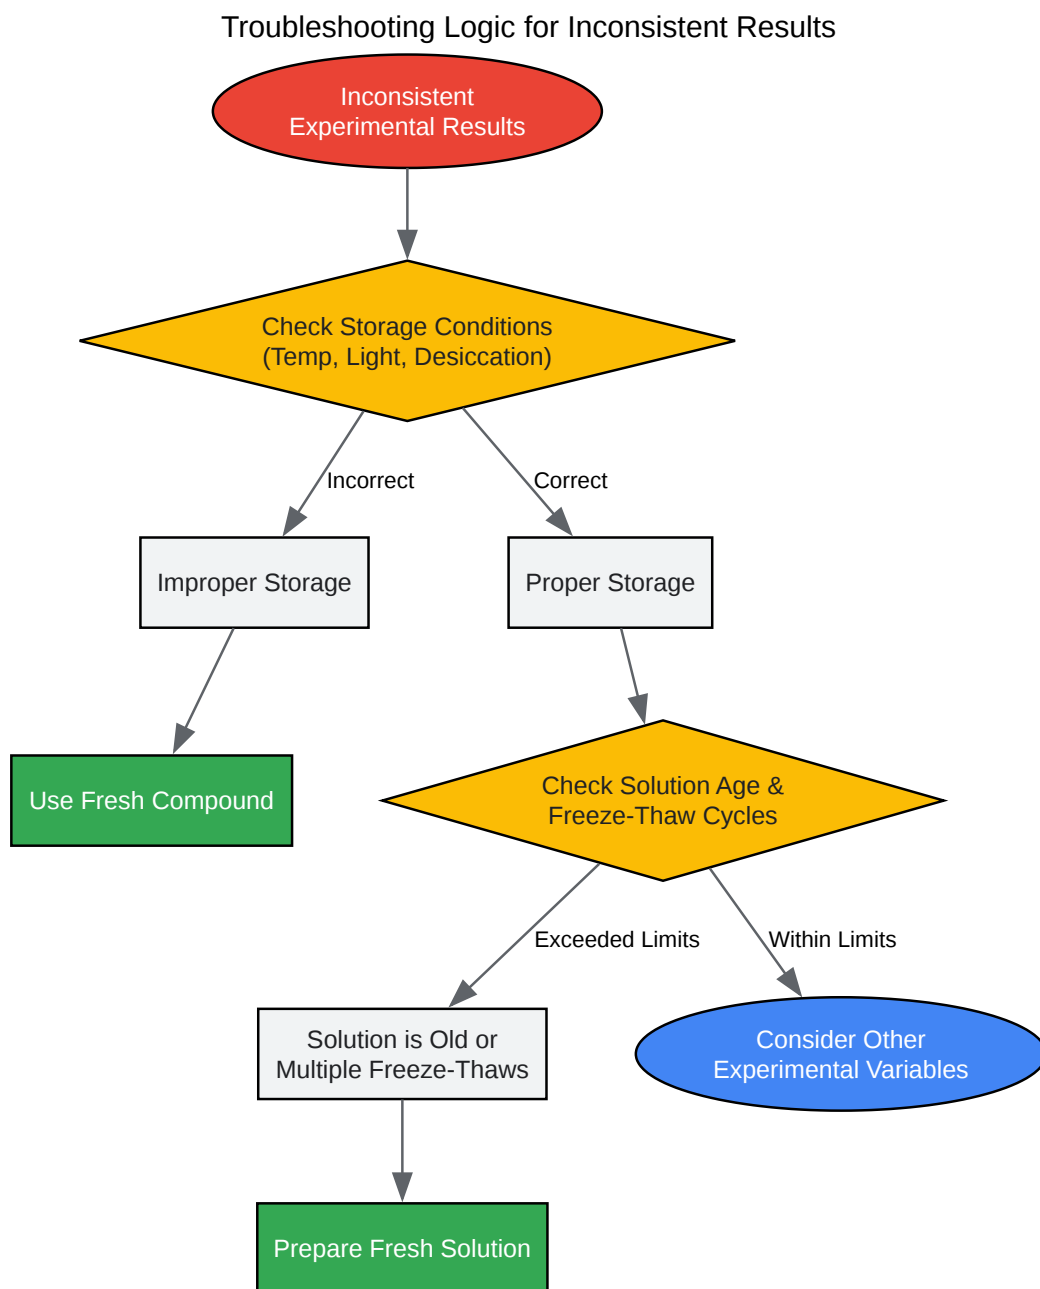 Troubleshooting Logic for Inconsistent Results
Inconsistent
Experimental Results
Check Storage Conditions
(Temp, Light, Desiccation)
Incorrect
Correct
Improper Storage
Proper Storage
Use Fresh Compound
Check Solution Age &
Freeze-Thaw Cycles
Exceeded Limits
Within Limits
Solution is Old or
Multiple Freeze-Thaws
Consider Other
Experimental Variables
Prepare Fresh Solution